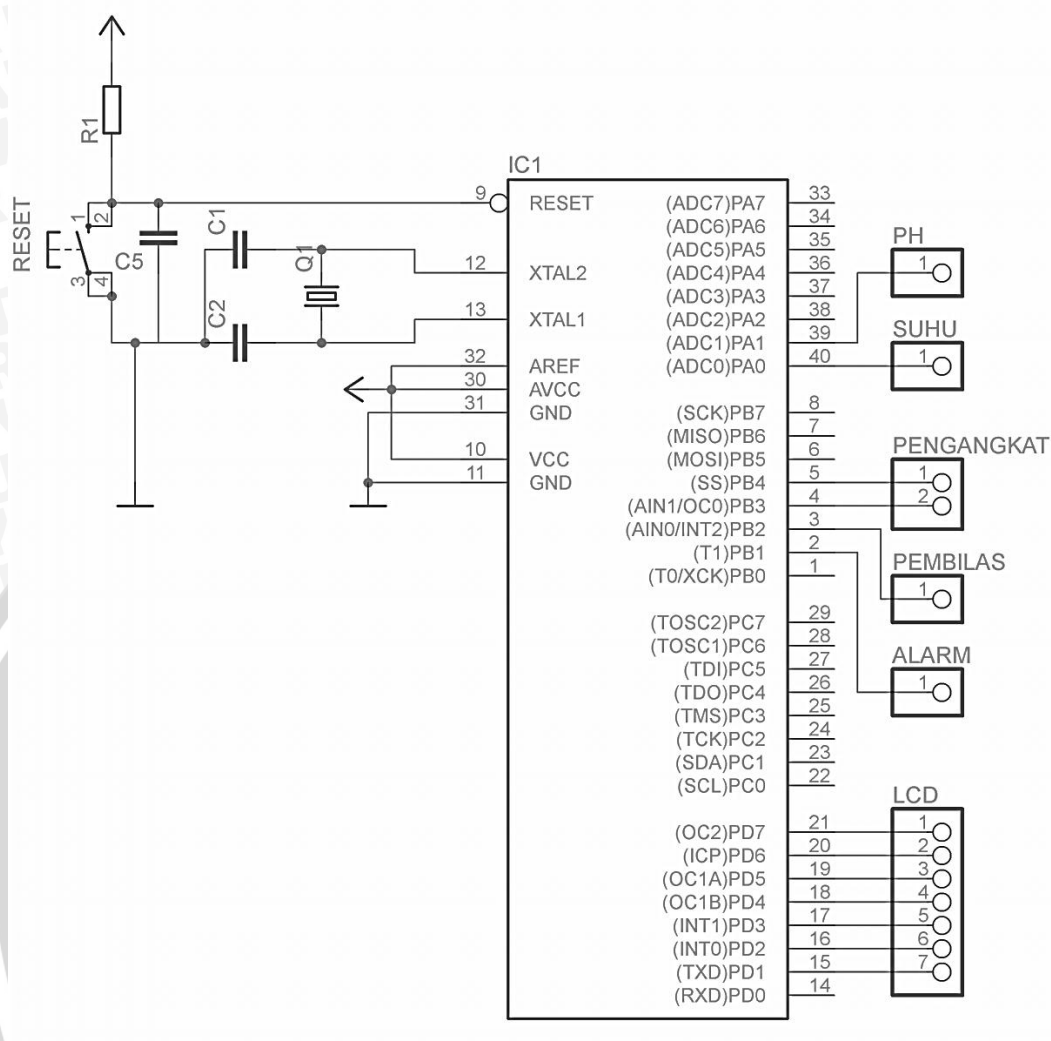 R1
RESET
1
2
3
4
C5
C1
C2
Q1
IC1
9 RESET
12 XTAL2
13 XTAL1
32 AREF
30 AVCC
31 GND
10 VCC
11 GND
(ADC7)PA7 33
(ADC6)PA6 34
(ADC5)PA5 35
(ADC4)PA4 36
(ADC3)PA3 37
(ADC2)PA2 38
(ADC1)PA1 39
(ADC0)PA0 40
(SCK)PB7 8
(MISO)PB6 7
(MOSI)PB5 6
(SS)PB4 5
(AIN1/OC0)PB3 4
(AIN0/INT2)PB2 3
(T1)PB1 2
(T0/XCK)PB0 1
(TOSC2)PC7 29
(TOSC1)PC6 28
(TDI)PC5 27
(TDO)PC4 26
(TMS)PC3 25
(TCK)PC2 24
(SDA)PC1 23
(SCL)PC0 22
(OC2)PD7 21
(ICP)PD6 20
(OC1A)PD5 19
(OC1B)PD4 18
(INT1)PD3 17
(INT0)PD2 16
(TXD)PD1 15
(RXD)PD0 14
PH
1
SUHU
1
PENGANGKAT
1
2
PEMBILAS
1
ALARM
1
LCD
1
2
3
4
5
6
7